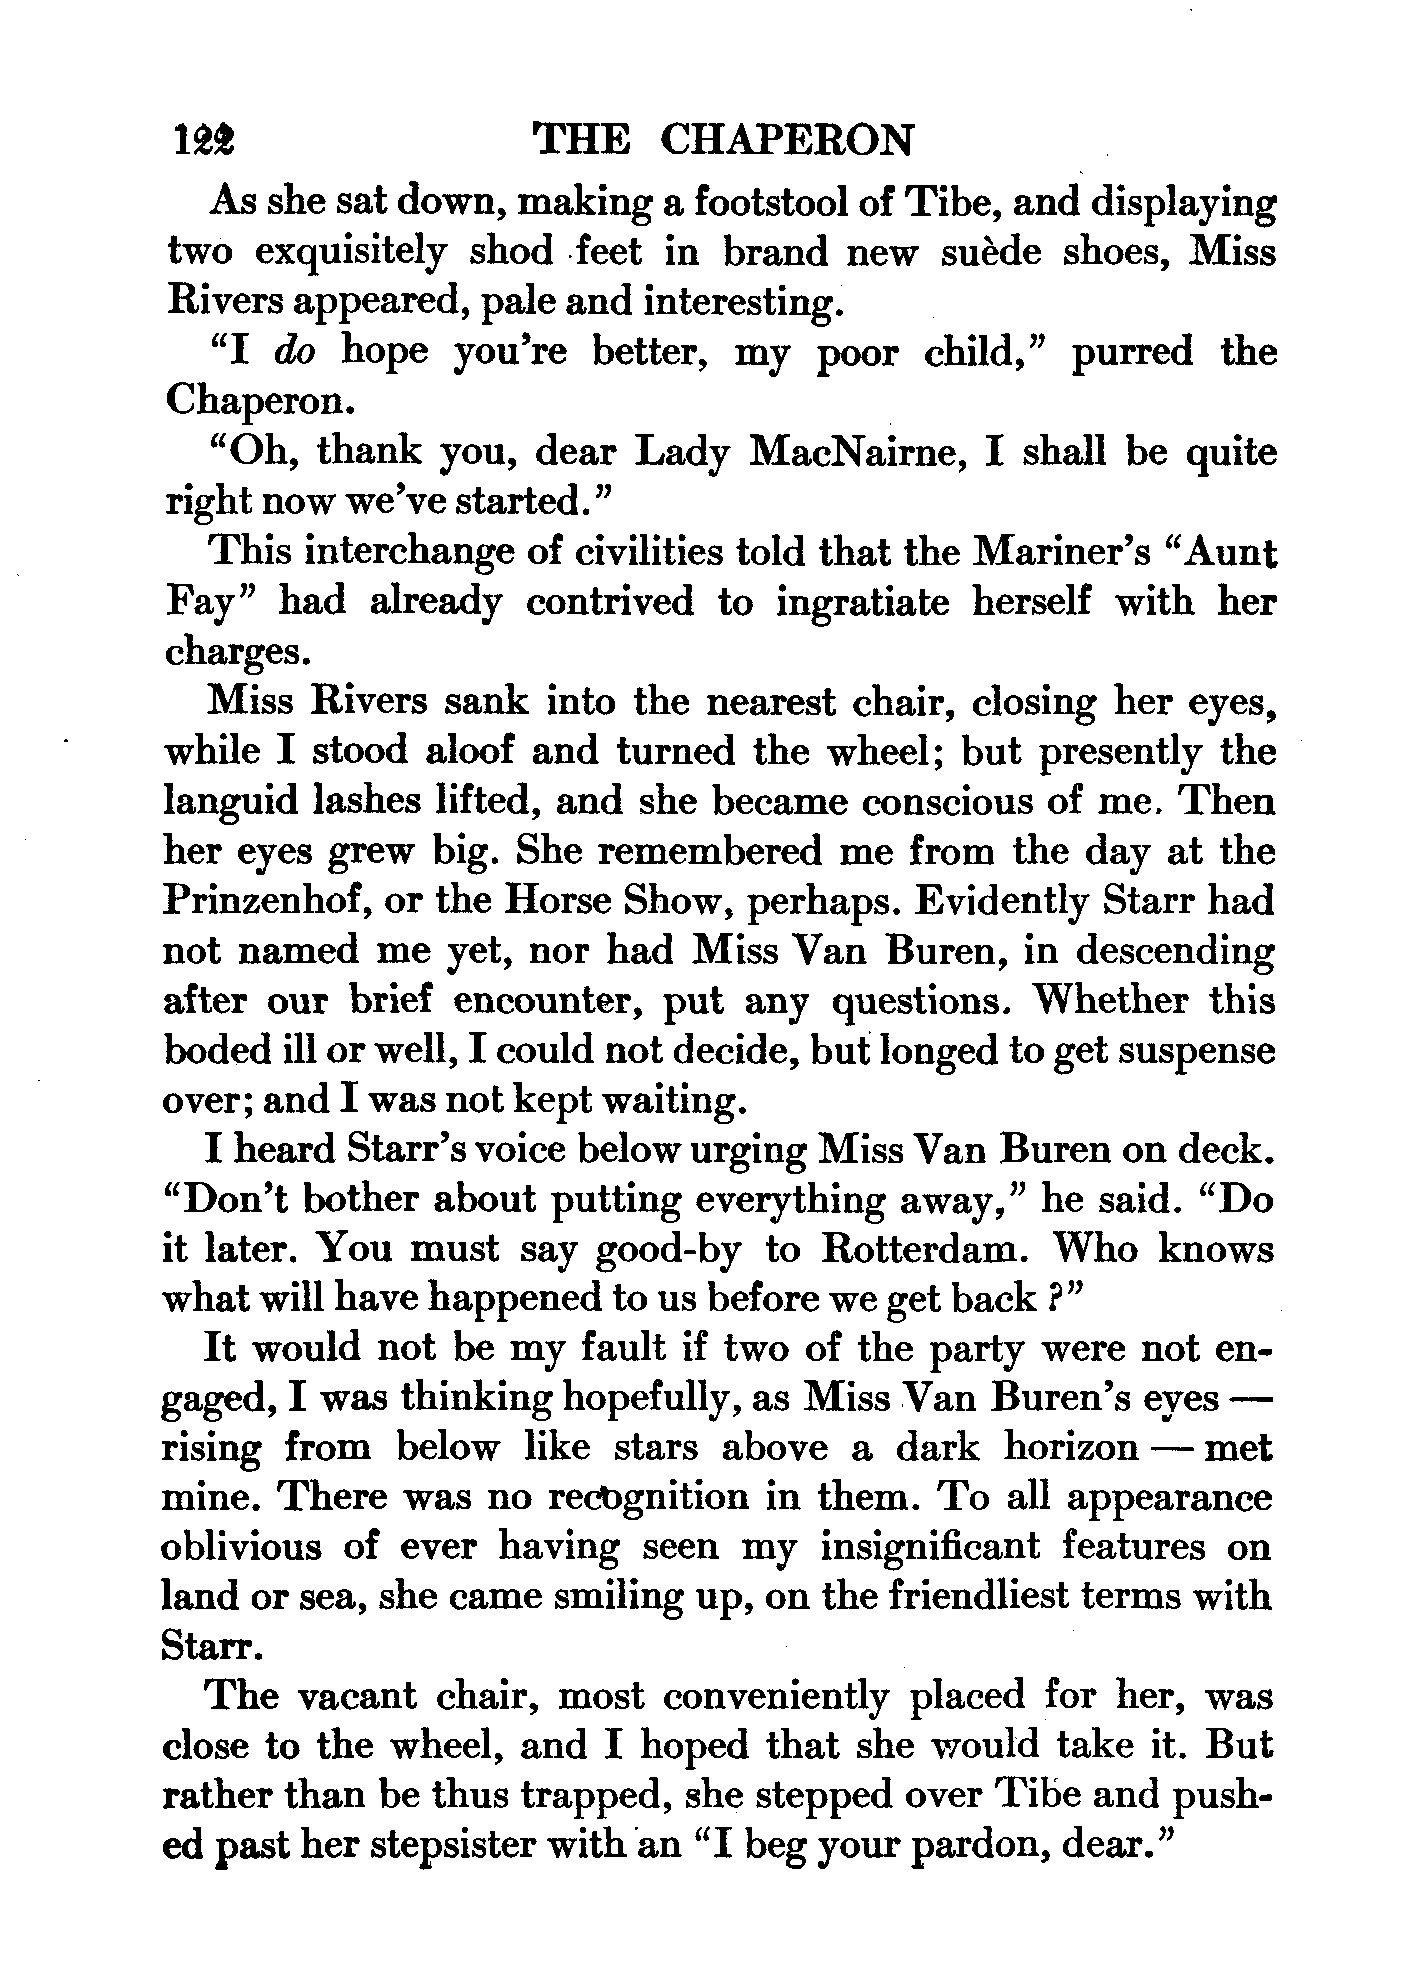 122 THE CHAPERON
As she sat down, making a footstool of Tibe, and displaying
two exquisitely shod feet in brand new suède shoes, Miss
Rivers appeared, pale and interesting.
“I do hope you’re better, my poor child,” purred the
Chaperon.
“Oh, thank you, dear Lady MacNairne, I shall be quite
right now we’ve started.”
This interchange of civilities told that the Mariner’s “Aunt
Fay” had already contrived to ingratiate herself with her
charges.
Miss Rivers sank into the nearest chair, closing her eyes,
while I stood aloof and turned the wheel; but presently the
languid lashes lifted, and she became conscious of me. Then
her eyes grew big. She remembered me from the day at the
Prinzenhof, or the Horse Show, perhaps. Evidently Starr had
not named me yet, nor had Miss Van Buren, in descending
after our brief encounter, put any questions. Whether this
boded ill or well, I could not decide, but longed to get suspense
over; and I was not kept waiting.
I heard Starr’s voice below urging Miss Van Buren on deck.
“Don’t bother about putting everything away,” he said. “Do
it later. You must say good-by to Rotterdam. Who knows
what will have happened to us before we get back ?”
It would not be my fault if two of the party were not en-
gaged, I was thinking hopefully, as Miss Van Buren’s eyes —
rising from below like stars above a dark horizon — met
mine. There was no recognition in them. To all appearance
oblivious of ever having seen my insignificant features on
land or sea, she came smiling up, on the friendliest terms with
Starr.
The vacant chair, most conveniently placed for her, was
close to the wheel, and I hoped that she would take it. But
rather than be thus trapped, she stepped over Tibe and push-
ed past her stepsister with an “I beg your pardon, dear.”